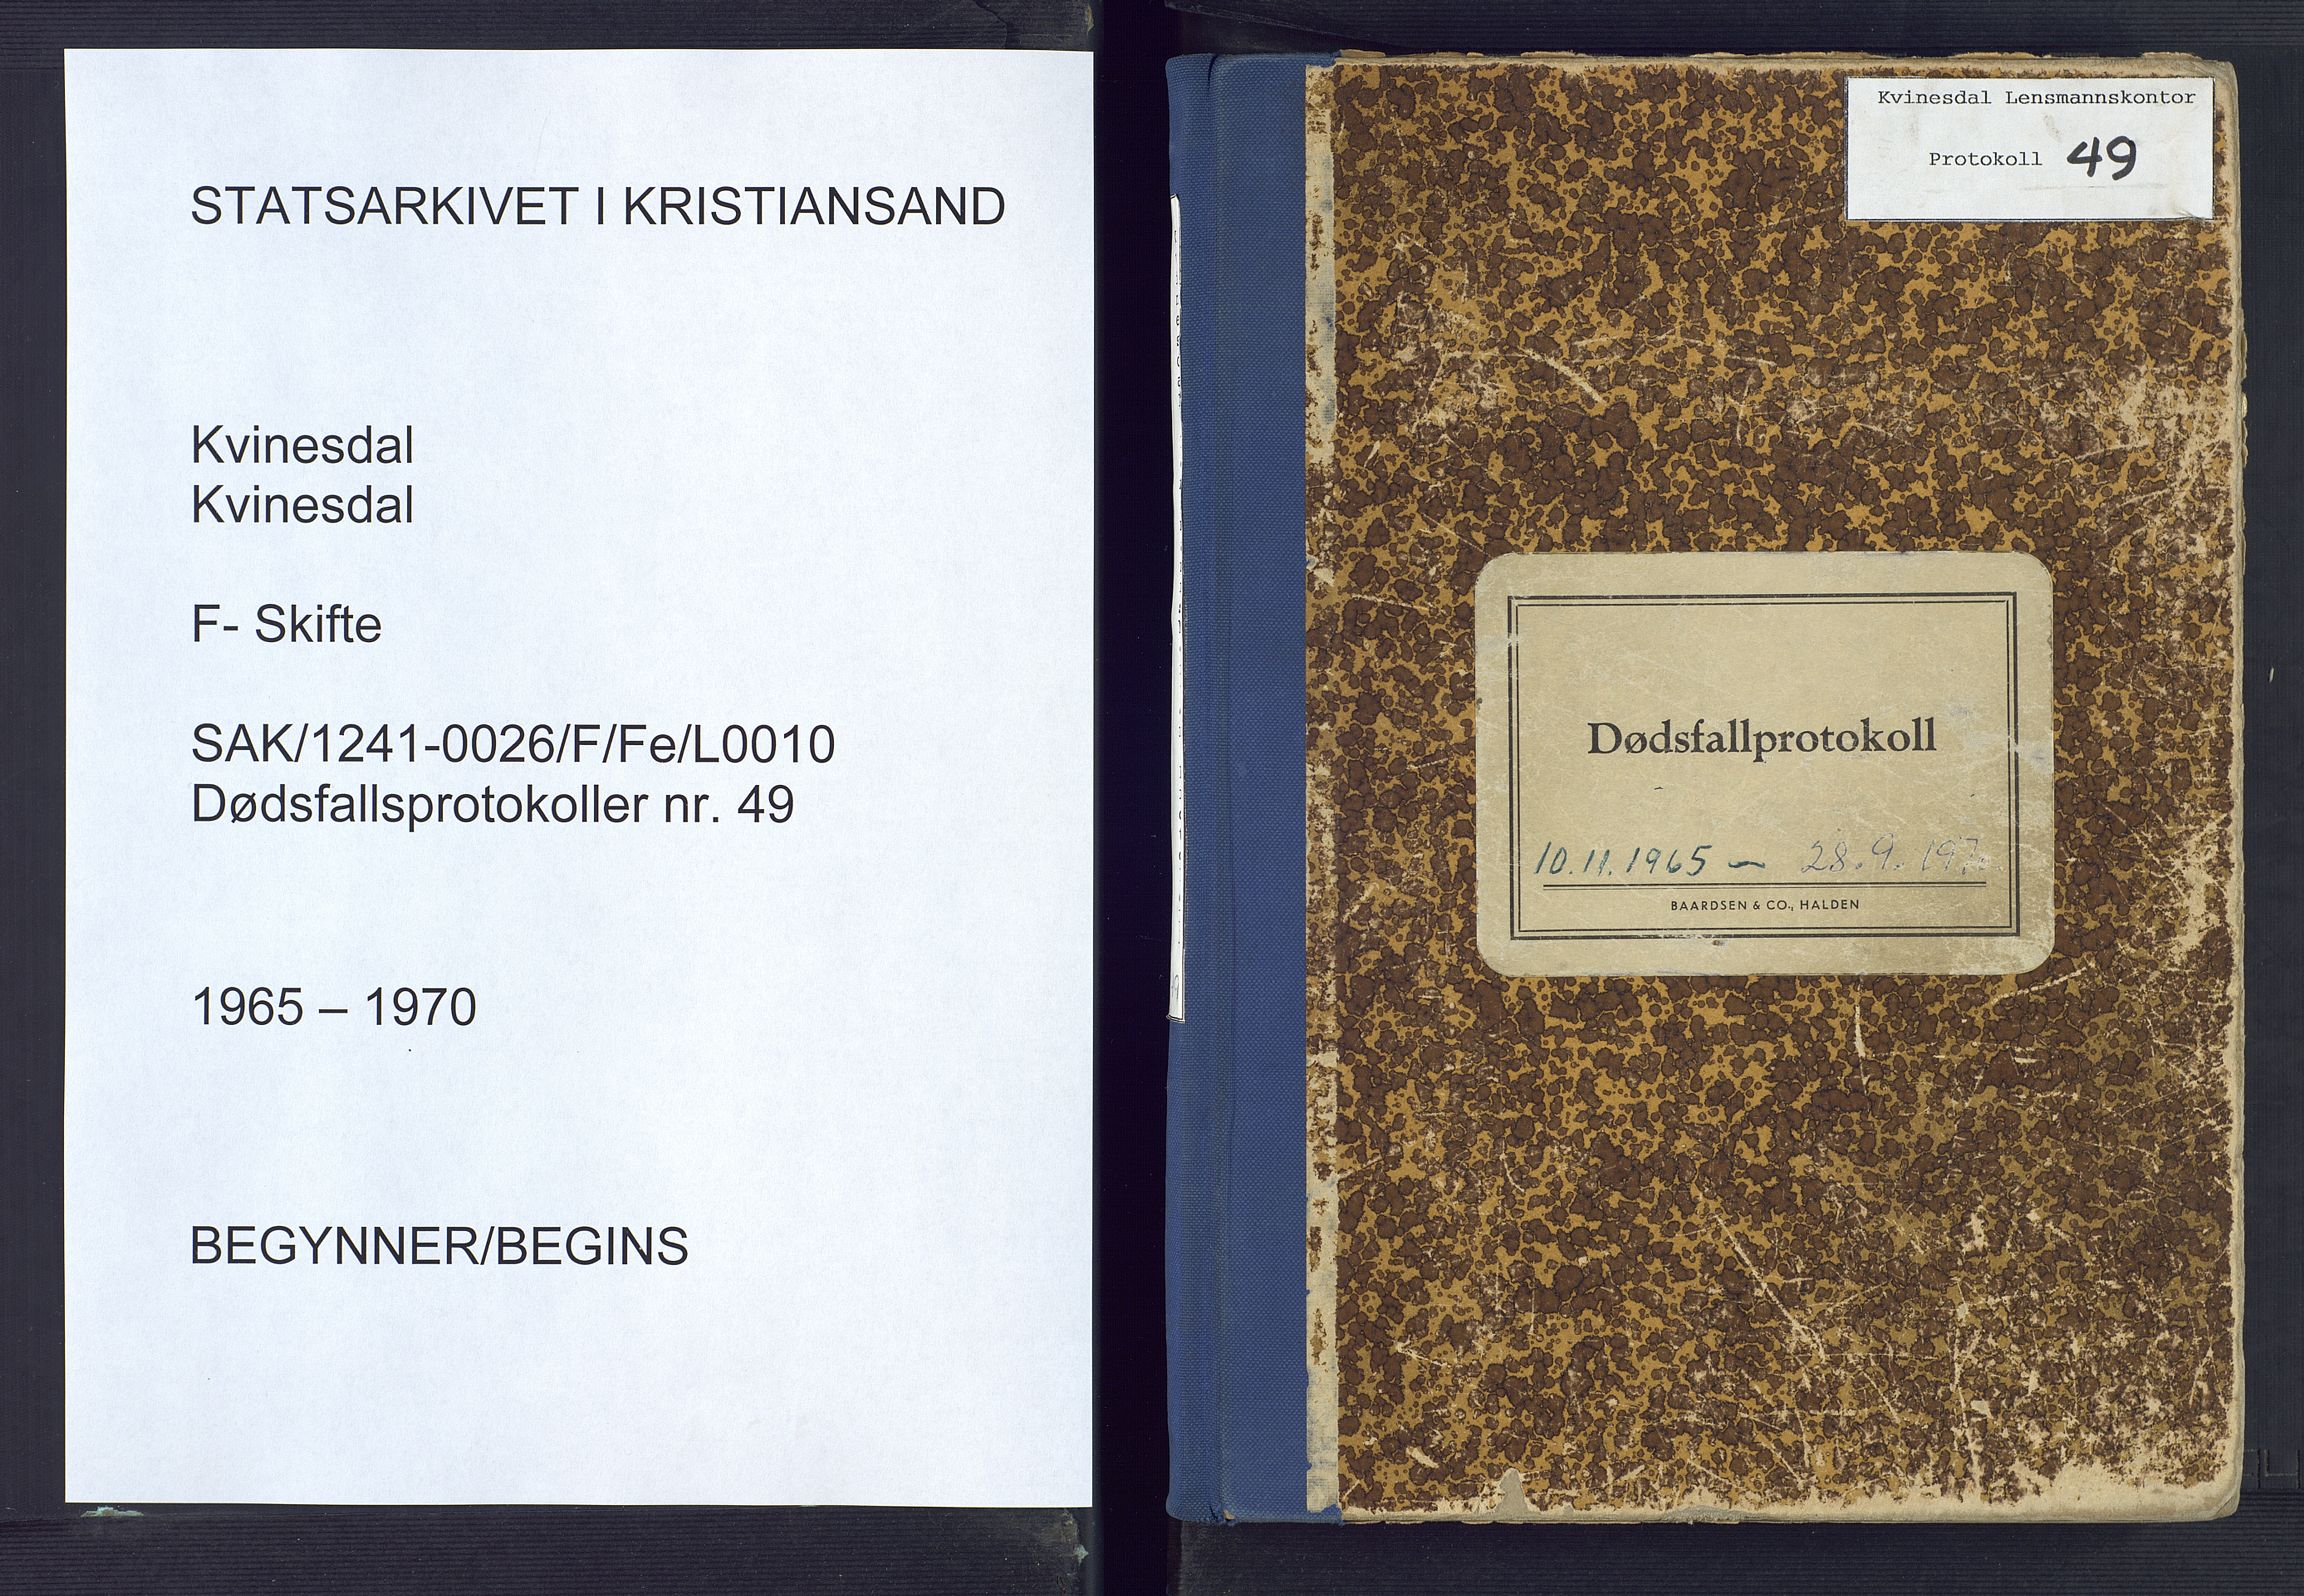 STATSARKIVET I KRISTIANSAND
Kvinesdal
Kvinesdal
F- Skifte
SAK/1241-0026/F/Fe/L0010
Dødsfallsprotokoller nr. 49
1965 – 1970
BEGYNNER/BEGINS
Kvinesdal Lensmannskontor
Protokoll 49
Dødsfallprotokoll
10.11.1965 – 28.9.1970
BAARDSEN & CO., HALDEN